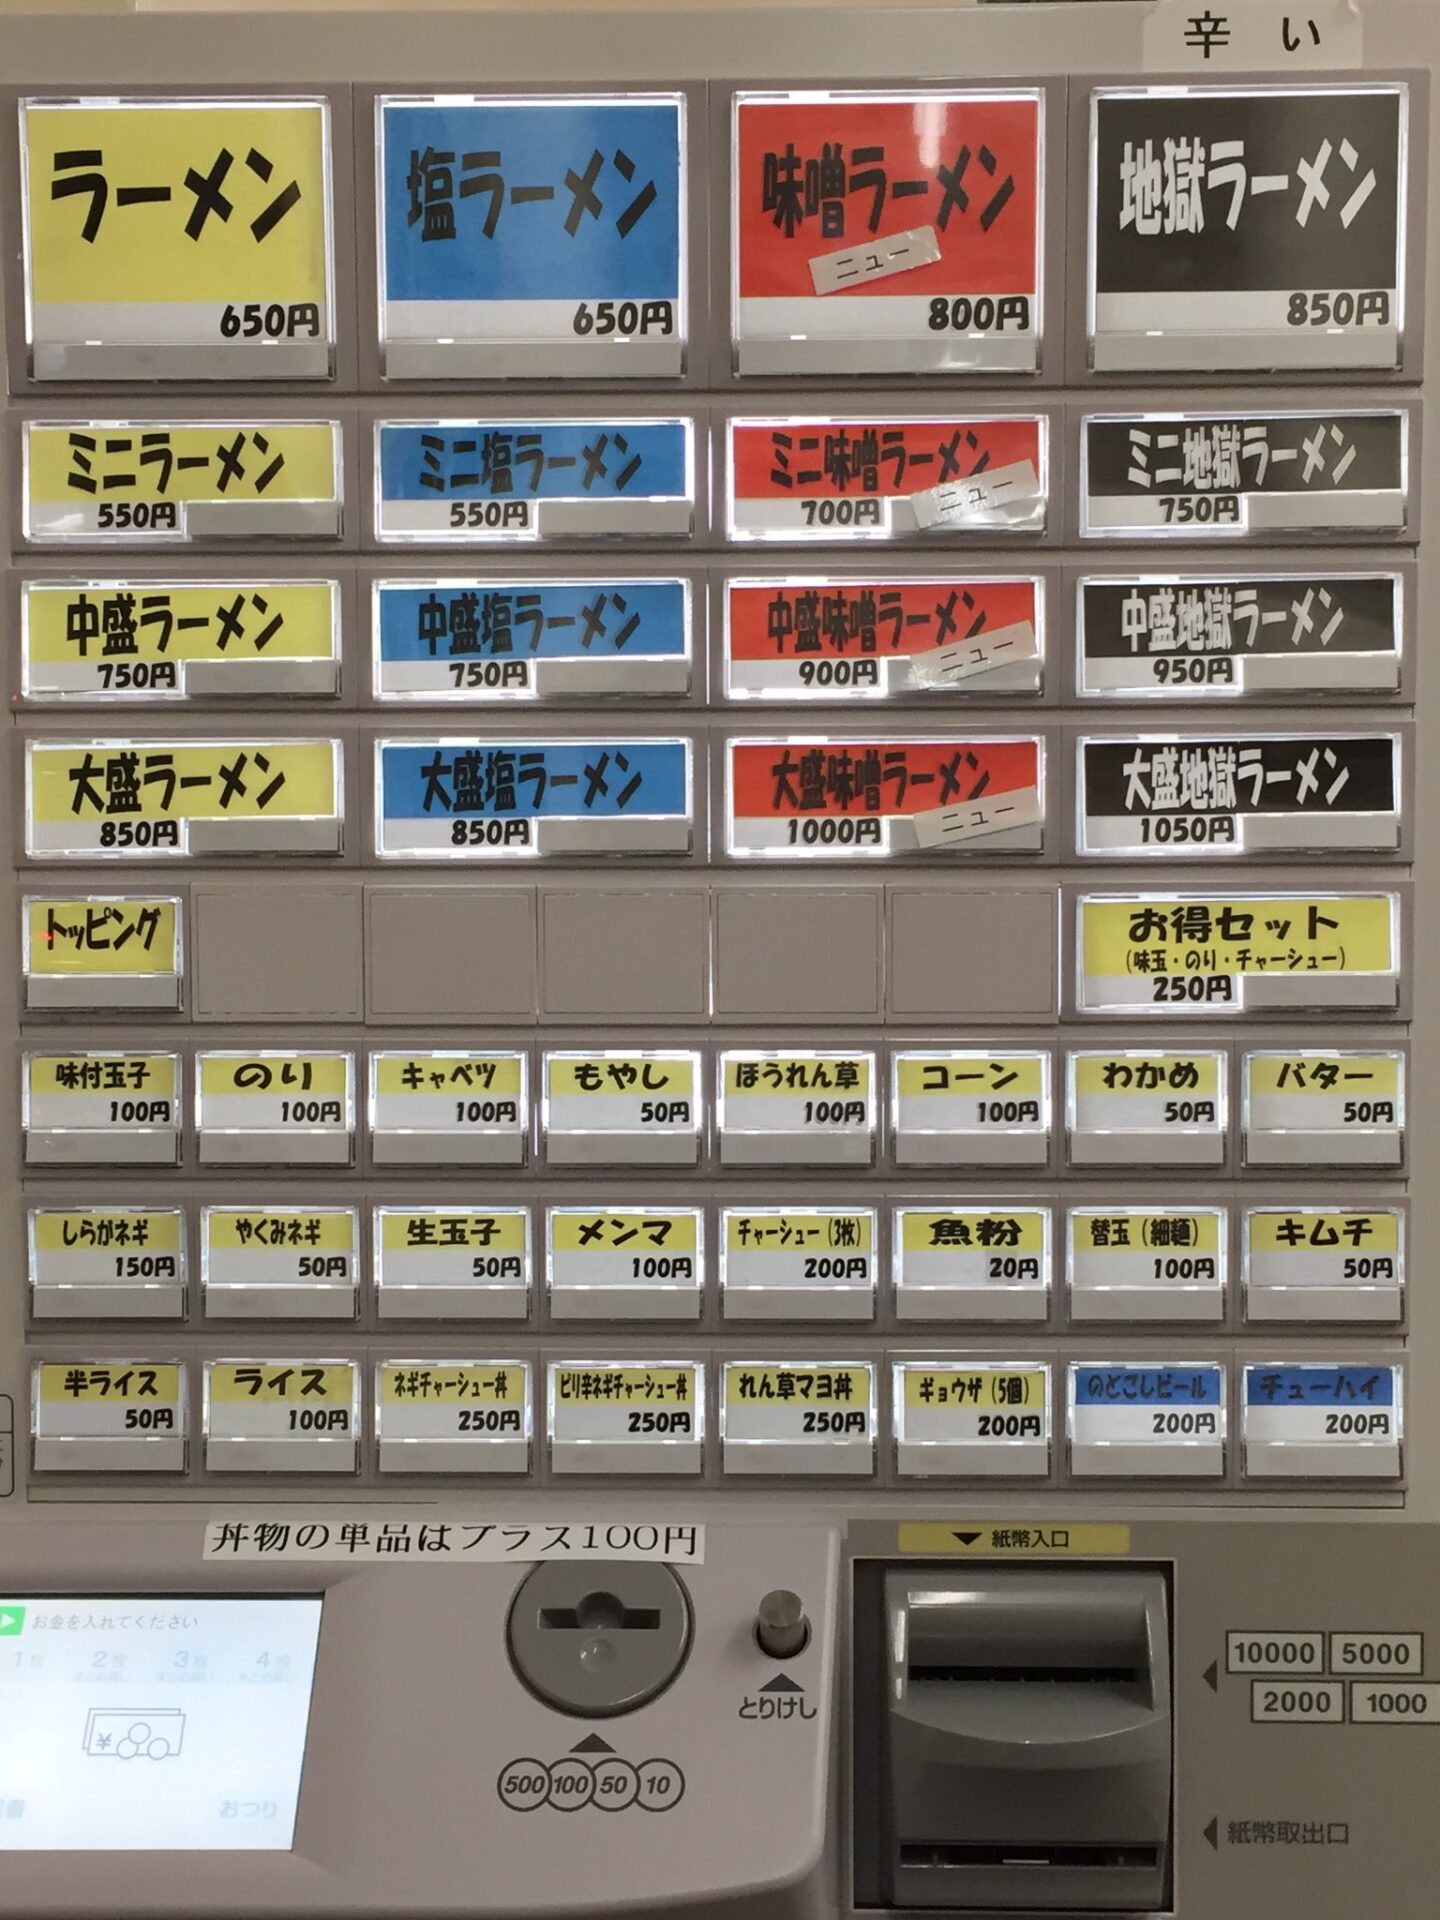 辛い
ラーメン
650円
塩ラーメン
650円
味噌ラーメン
ニュー
800円
地獄ラーメン
850円
ミニラーメン
550円
ミニ塩ラーメン
550円
ミニ味噌ラーメン
700円
ニュー
ミニ地獄ラーメン
750円
中盛ラーメン
750円
中盛塩ラーメン
750円
中盛味噌ラーメン
900円
ニュー
中盛地獄ラーメン
950円
大盛ラーメン
850円
大盛塩ラーメン
850円
大盛味噌ラーメン
1000円
ニュー
大盛地獄ラーメン
1050円
トッピング
お得セット
(味玉・のり・チャーシュー)
250円
味付玉子
100円
のり
100円
キャベツ
100円
もやし
50円
ほうれん草
100円
コーン
100円
わかめ
50円
バター
50円
しらがネギ
150円
やくみネギ
50円
生玉子
50円
メンマ
100円
チャーシュー(3枚)
200円
魚粉
20円
替玉(細麺)
100円
キムチ
50円
半ライス
50円
ライス
100円
ネギチャーシュー丼
250円
ピリ辛ネギチャーシュー丼
250円
れん草マヨ丼
250円
ギョウザ(5個)
200円
のどごしビール
200円
チューハイ
200円
丼物の単品はプラス100円
紙幣入口
お金を入れてください
1枚 2枚 3枚 4枚
まとめ買い まとめ買い まとめ買い
¥
おつり
とりけし
500 100 50 10
10000 5000
2000 1000
紙幣取出口